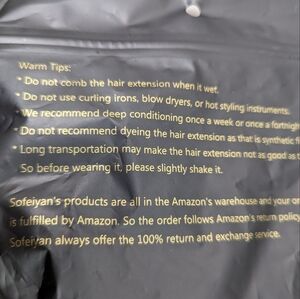 Warm Tips:
* Do not comb the hair extension when it wet.
* Do not use curling irons, blow dryers, or hot styling instruments.
* We recommend deep conditioning once a week or once a fortnigh
* Do not recommend dyeing the hair extension as that is synthetic f
* Long transportation may make the hair extension not as good as t
So before wearing it, please slightly shake it.
Sofeiyan's products are all in the Amazon's warehouse and your or
is fulfilled by Amazon. So the order follows Amazon's return policy
Sofeiyan always offer the 100% return and exchange service.